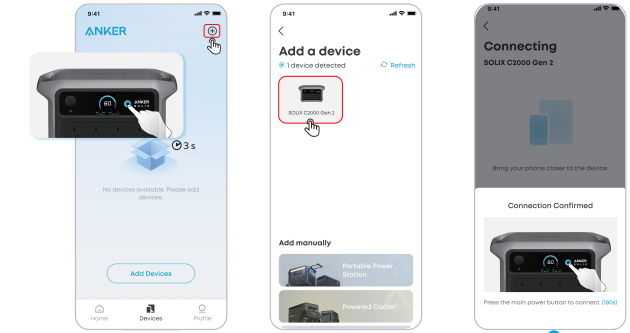 9:41
ANKER
80
ANKER
SOLIX
3 s
No devices available. Please add
devices.
Add Devices
Home
Devices
Profile
9:41
Add a device
1 device detected
Refresh
SOLIX C2000 Gen 2
Add manually
Portable Power
Station
Powered Cooler
9:41
Connecting
SOLIX C2000 Gen 2
Bring your phone closer to the device.
Connection Confirmed
80
ANKER
SOLIX
Press the main power button to connect. (180s)